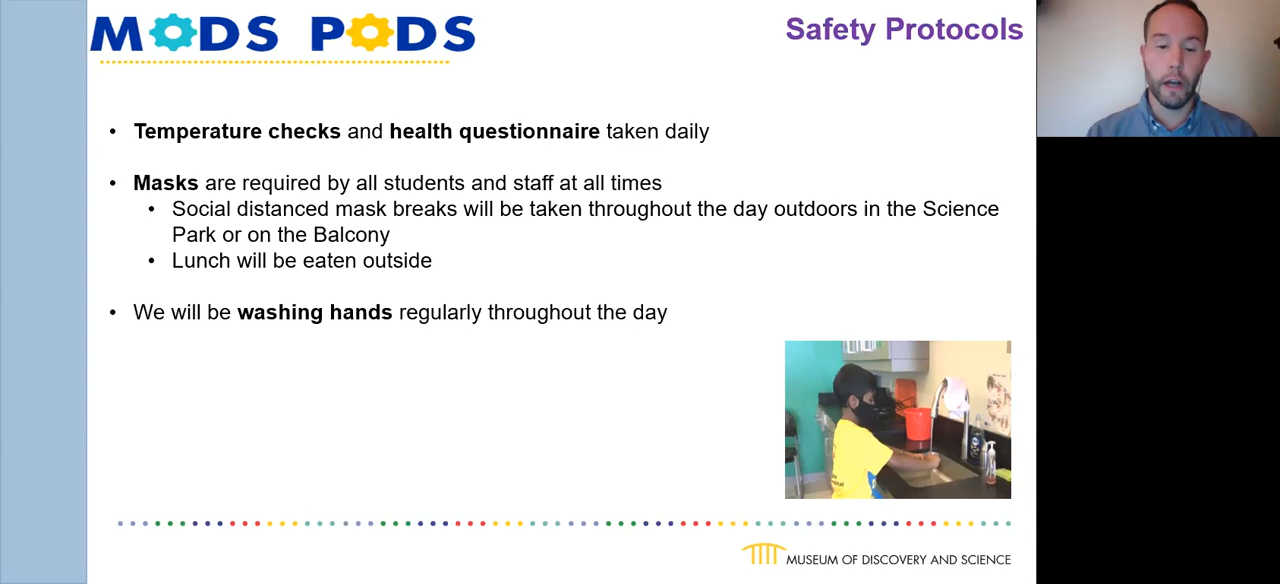 MODS PODS
Safety Protocols
• Temperature checks and health questionnaire taken daily
• Masks are required by all students and staff at all times
• Social distanced mask breaks will be taken throughout the day outdoors in the Science
Park or on the Balcony
• Lunch will be eaten outside
• We will be washing hands regularly throughout the day
MUSEUM OF DISCOVERY AND SCIENCE